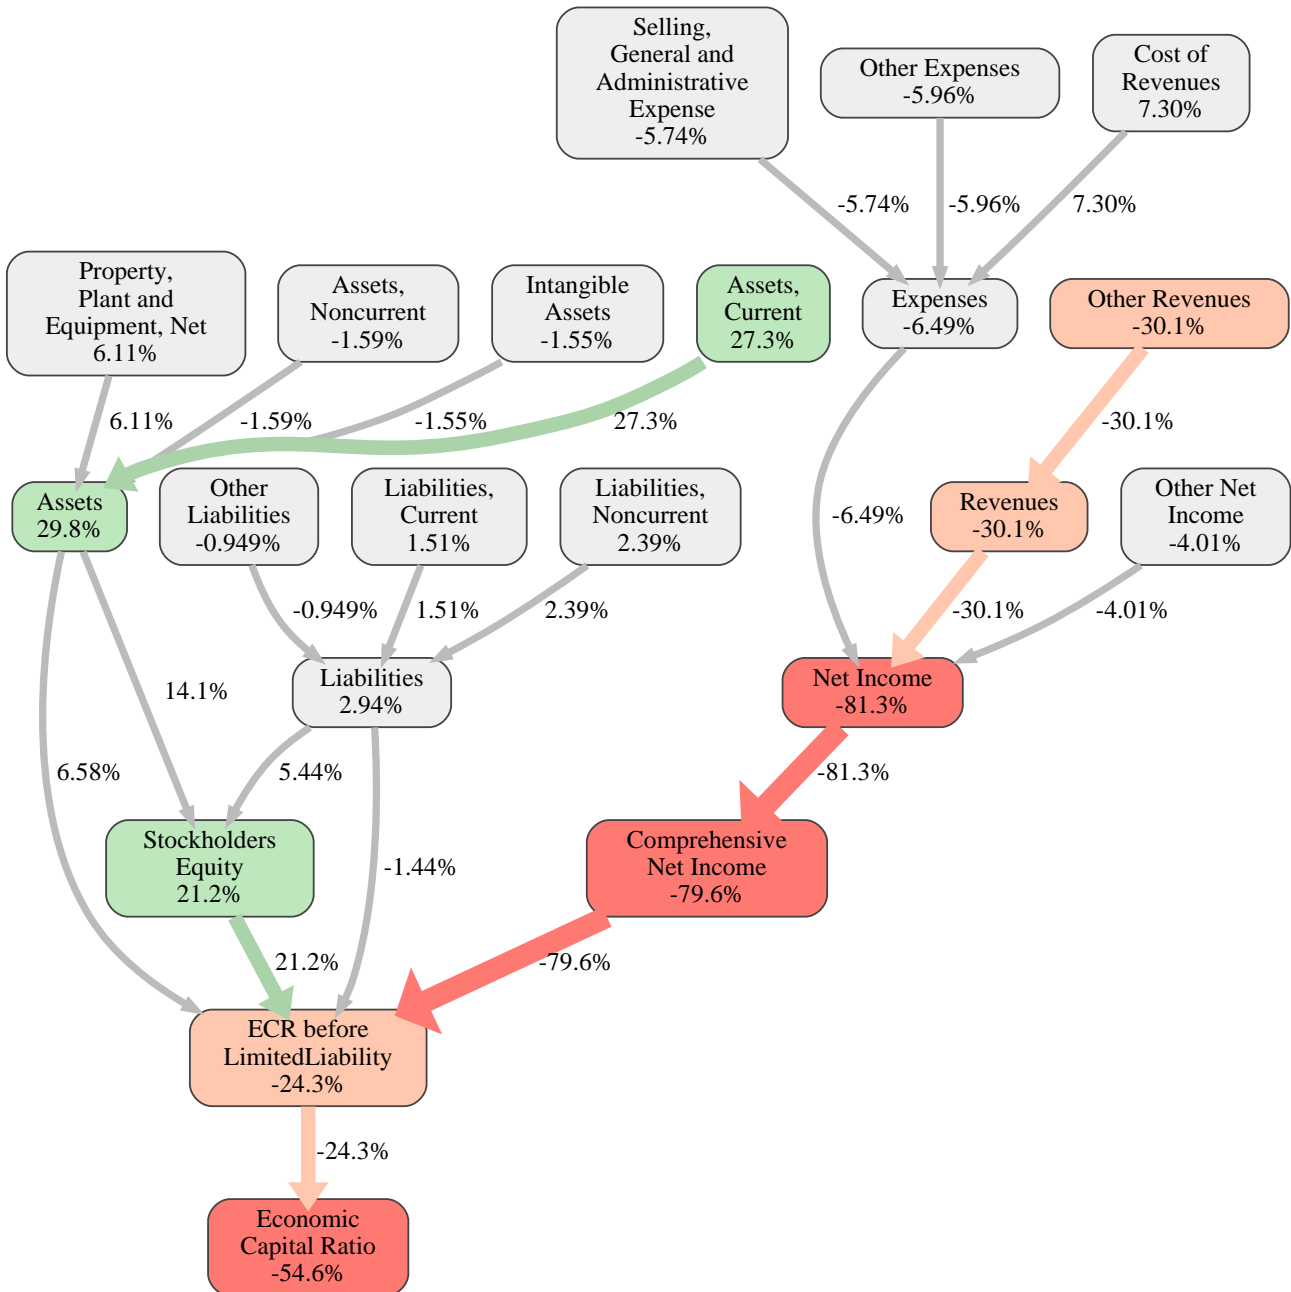 Selling,
General and
Administrative
Expense
-5.74%
Other Expenses
-5.96%
Cost of
Revenues
7.30%
-5.74%
-5.96%
7.30%
Property,
Plant and
Equipment, Net
6.11%
Assets,
Noncurrent
-1.59%
Intangible
Assets
-1.55%
Assets,
Current
27.3%
Expenses
-6.49%
Other Revenues
-30.1%
6.11%
-1.59%
-1.55%
27.3%
-30.1%
Assets
29.8%
Other
Liabilities
-0.949%
Liabilities,
Current
1.51%
Liabilities,
Noncurrent
2.39%
-6.49%
Revenues
-30.1%
Other Net
Income
-4.01%
-0.949%
1.51%
2.39%
-30.1%
-4.01%
14.1%
Liabilities
2.94%
Net Income
-81.3%
6.58%
5.44%
-81.3%
Stockholders
Equity
21.2%
-1.44%
Comprehensive
Net Income
-79.6%
21.2%
-79.6%
ECR before
LimitedLiability
-24.3%
-24.3%
Economic
Capital Ratio
-54.6%